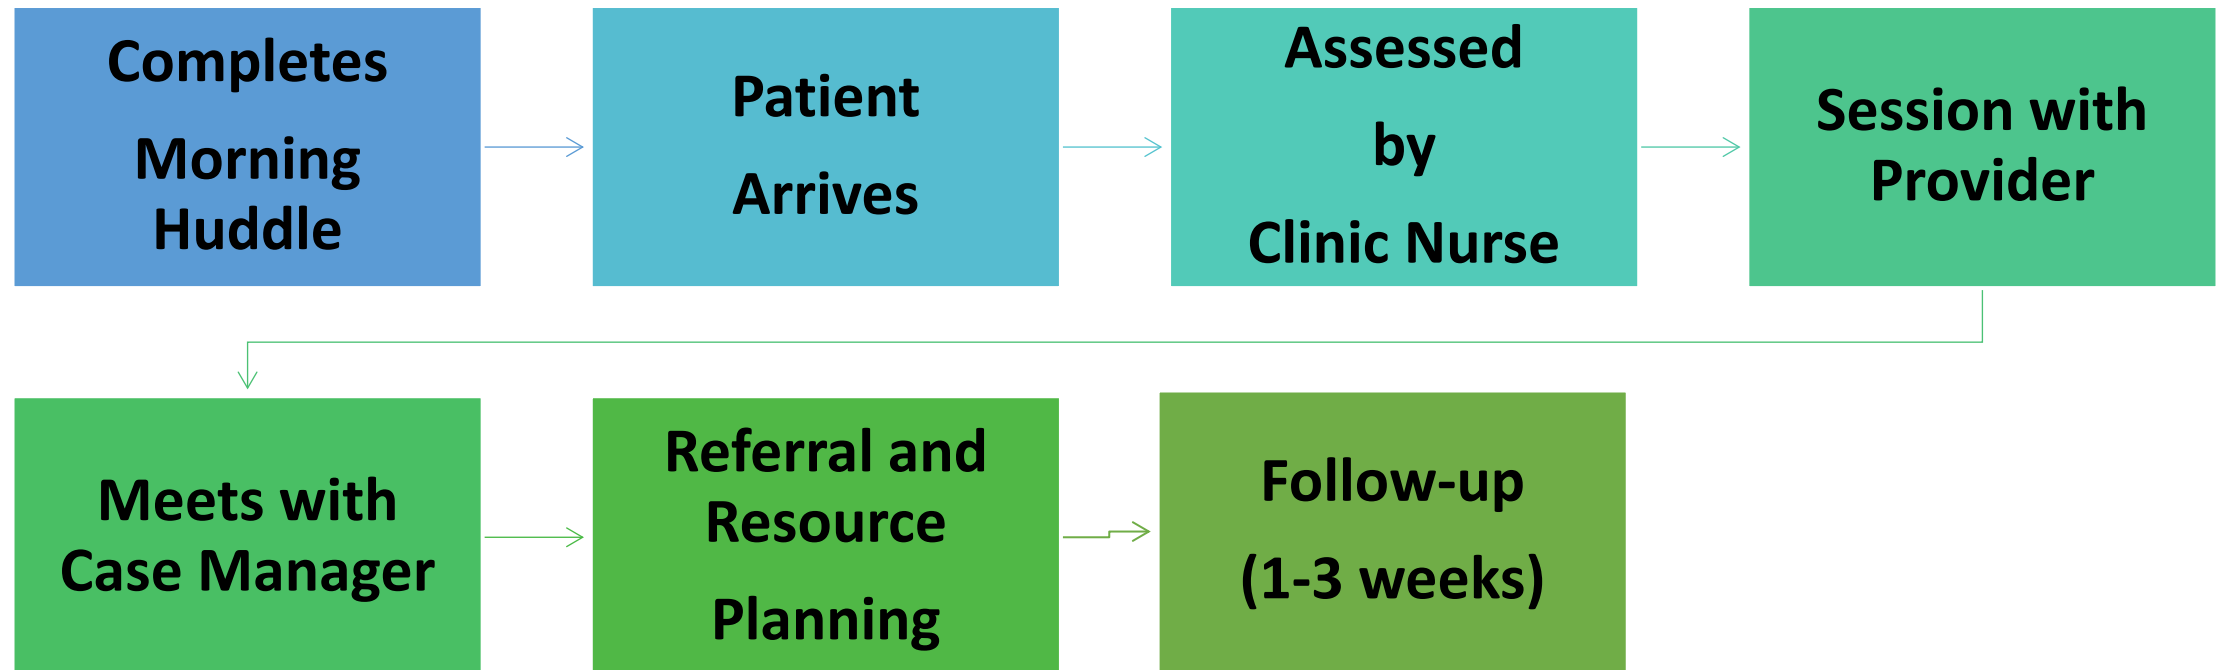 Completes
Morning
Huddle
Patient
Arrives
Assessed
by
Clinic Nurse
Session with
Provider
Meets with
Case Manager
Referral and
Resource
Planning
Follow-up
(1-3 weeks)